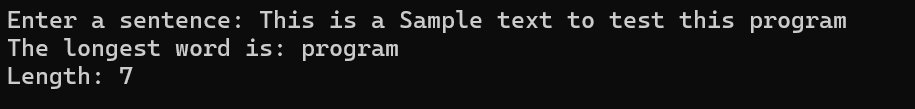 Enter a sentence: This is a Sample text to test this program
The longest word is: program
Length: 7